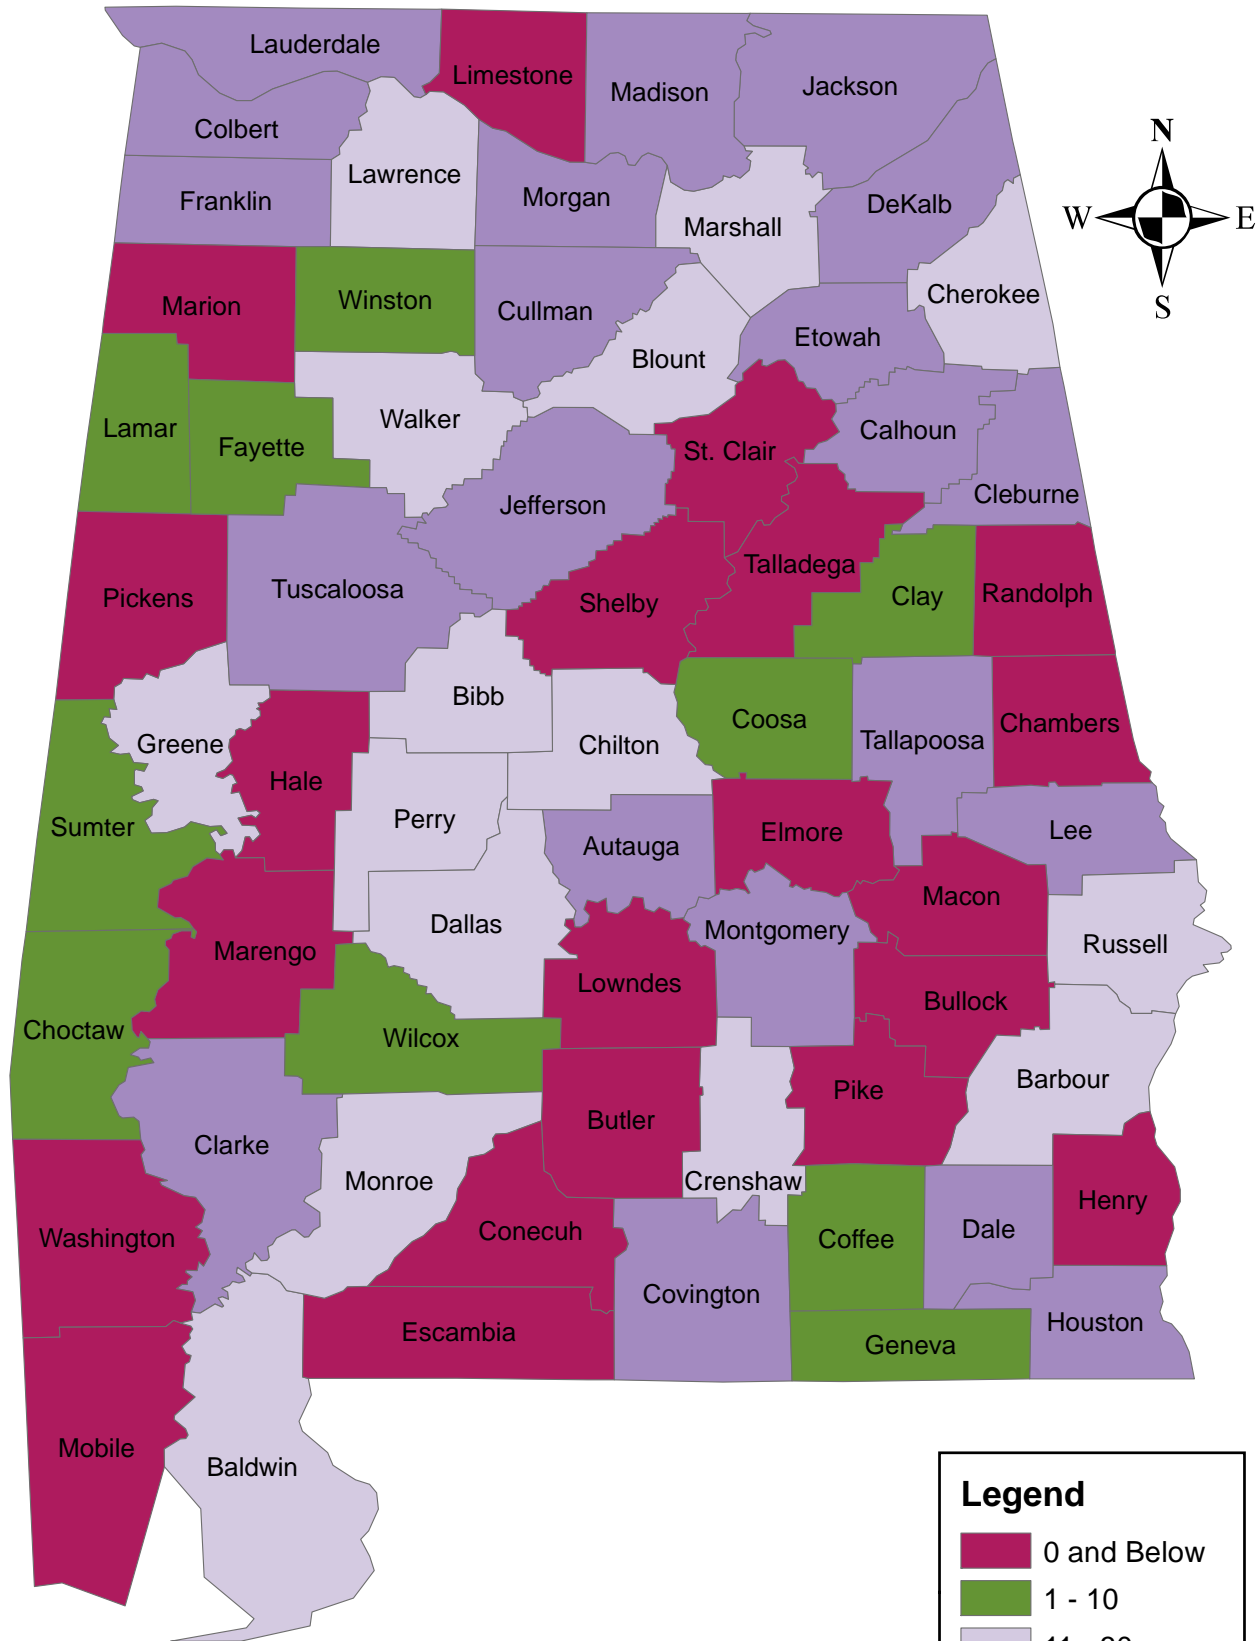 Lauderdale
Limestone
Madison
Jackson
Colbert
N
Lawrence
Franklin
Morgan
DeKalb
W
E
Marshall
Cherokee
S
Marion
Winston
Cullman
Etowah
Blount
Walker
Lamar
Fayette
Calhoun
St. Clair
Cleburne
Jefferson
Talladega
Tuscaloosa
Pickens
Shelby
Clay
Randolph
Bibb
Coosa
Chambers
Greene
Chilton
Tallapoosa
Hale
Sumter
Perry
Elmore
Lee
Autauga
Macon
Dallas
Montgomery
Russell
Marengo
Lowndes
Bullock
Choctaw
Wilcox
Barbour
Pike
Butler
Clarke
Monroe
Crenshaw
Henry
Washington
Conecuh
Coffee
Dale
Covington
Houston
Escambia
Geneva
Mobile
Baldwin
Legend
0 and Below
1 - 10